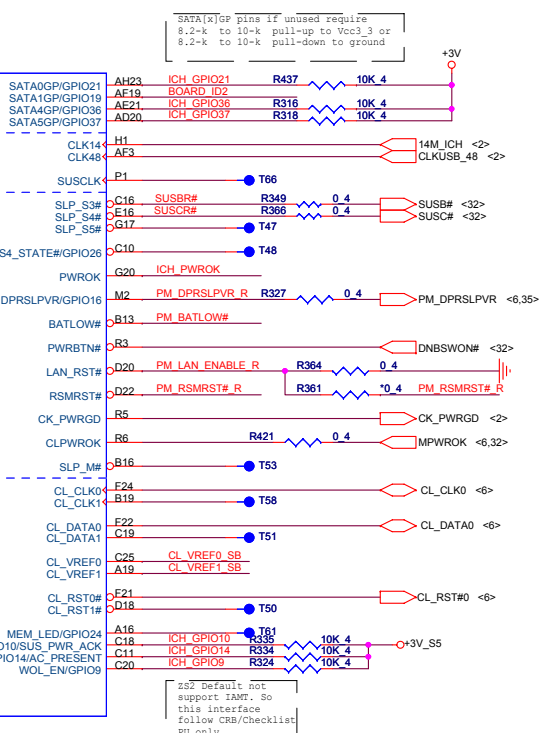 SATA[x]GP pins if unused require
8.2-k to 10-k pull-up to Vcc3_3 or
8.2-k to 10-k pull-down to ground
+3V
SATA0GP/GPIO21 AH23 ICH_GPIO21 R437 10K_4
SATA1GP/GPIO19 AF19 BOARD_ID2
SATA4GP/GPIO36 AE21 ICH_GPIO36 R316 10K_4
SATA5GP/GPIO37 AD20 ICH_GPIO37 R318 10K_4
CLK14 H1 14M_ICH <2>
CLK48 AF3 CLKUSB_48 <2>
SUSCLK P1 T66
SLP_S3# C16 SUSBR# R349 0_4 SUSB# <32>
SLP_S4# E16 SUSCR# R366 0_4 SUSC# <32>
SLP_S5# G17 T47
S4_STATE#/GPIO26 C10 T48
PWROK G20 ICH_PWROK
DPRSLPVR/GPIO16 M2 PM_DPRSLPVR_R R327 0_4 PM_DPRSLPVR <6,35>
BATLOW# B13 PM_BATLOW#
PWRBTN# R3 DNBSWON# <32>
LAN_RST# D20 PM_LAN_ENABLE_R R364 0_4
RSMRST# D22 PM_RSMRST#_R R361 *0_4 PM_RSMRST#_R
CK_PWRGD R5 CK_PWRGD <2>
CLPWROK R6 R421 0_4 MPWROK <6,32>
SLP_M# B16 T53
CL_CLK0 F24 CL_CLK0 <6>
CL_CLK1 B19 T58
CL_DATA0 F22 CL_DATA0 <6>
CL_DATA1 C19 T51
CL_VREF0 C25 CL_VREF0_SB
CL_VREF1 A19 CL_VREF1_SB
CL_RST0# F21 CL_RST#0 <6>
CL_RST1# D18 T50
MEM_LED/GPIO24 A16 T61
O10/SUS_PWR_ACK C18 ICH_GPIO10 R335 10K_4 +3V_S5
PIO14/AC_PRESENT C11 ICH_GPIO14 R334 10K_4
WOL_EN/GPIO9 C20 ICH_GPIO9 R324 10K_4
ZS2 Default not
support IAMT. So
this interface
follow CRB/Checklist
PU only